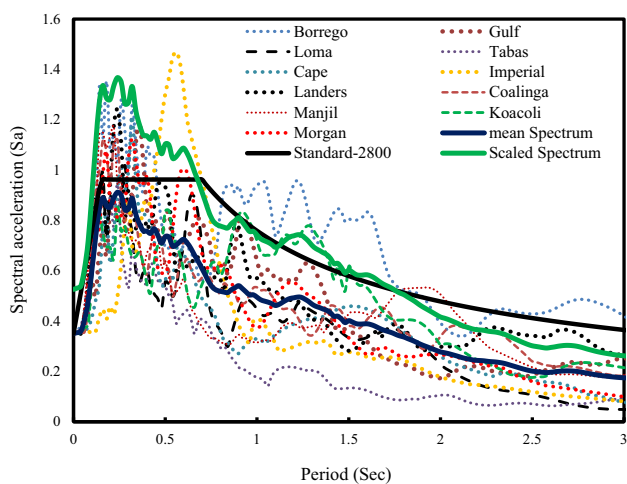 1.6
1.4
1.2
1
0.8
0.6
0.4
0.2
0
Spectral acceleration (Sa)
Borrego
Gulf
Loma
Tabas
Cape
Imperial
Landers
Coalinga
Manjil
Koacoli
Morgan
mean Spectrum
Standard-2800
Scaled Spectrum
0 0.5 1 1.5 2 2.5 3
Period (Sec)